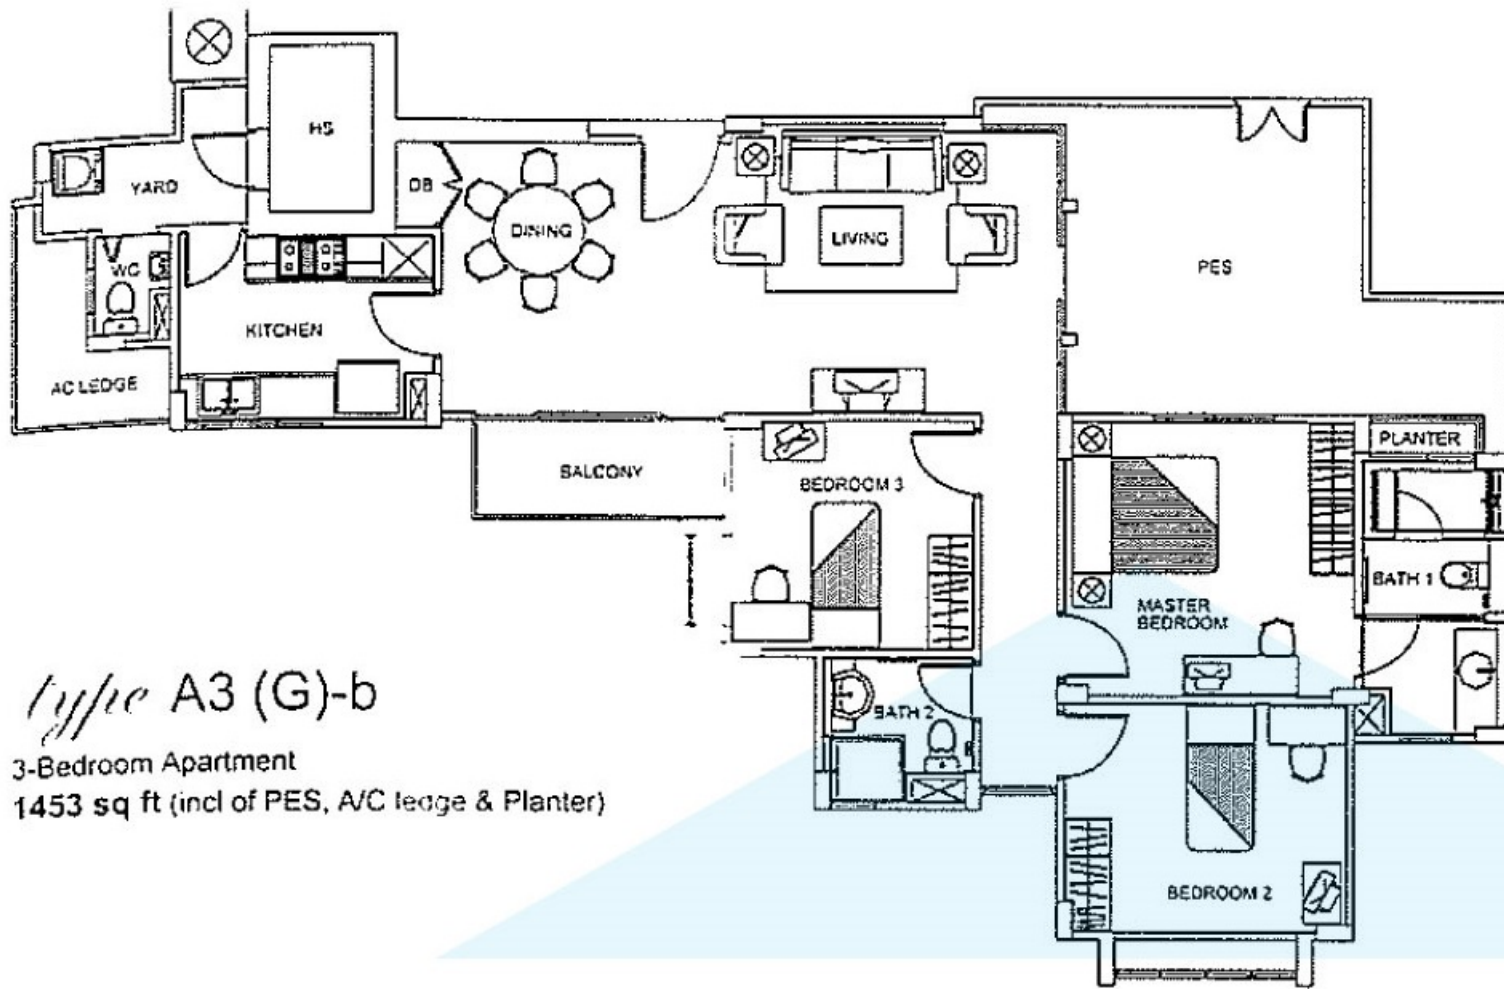 HS
YARD
DB
DINING
LIVING
PES
WC
KITCHEN
AC LEDGE
BALCONY
BEDROOM 3
PLANTER
BATH 1
MASTER
BEDROOM
BATH 2
BEDROOM 2
type A3 (G)-b
3-Bedroom Apartment
1453 sq ft (incl of PES, A/C ledge & Planter)